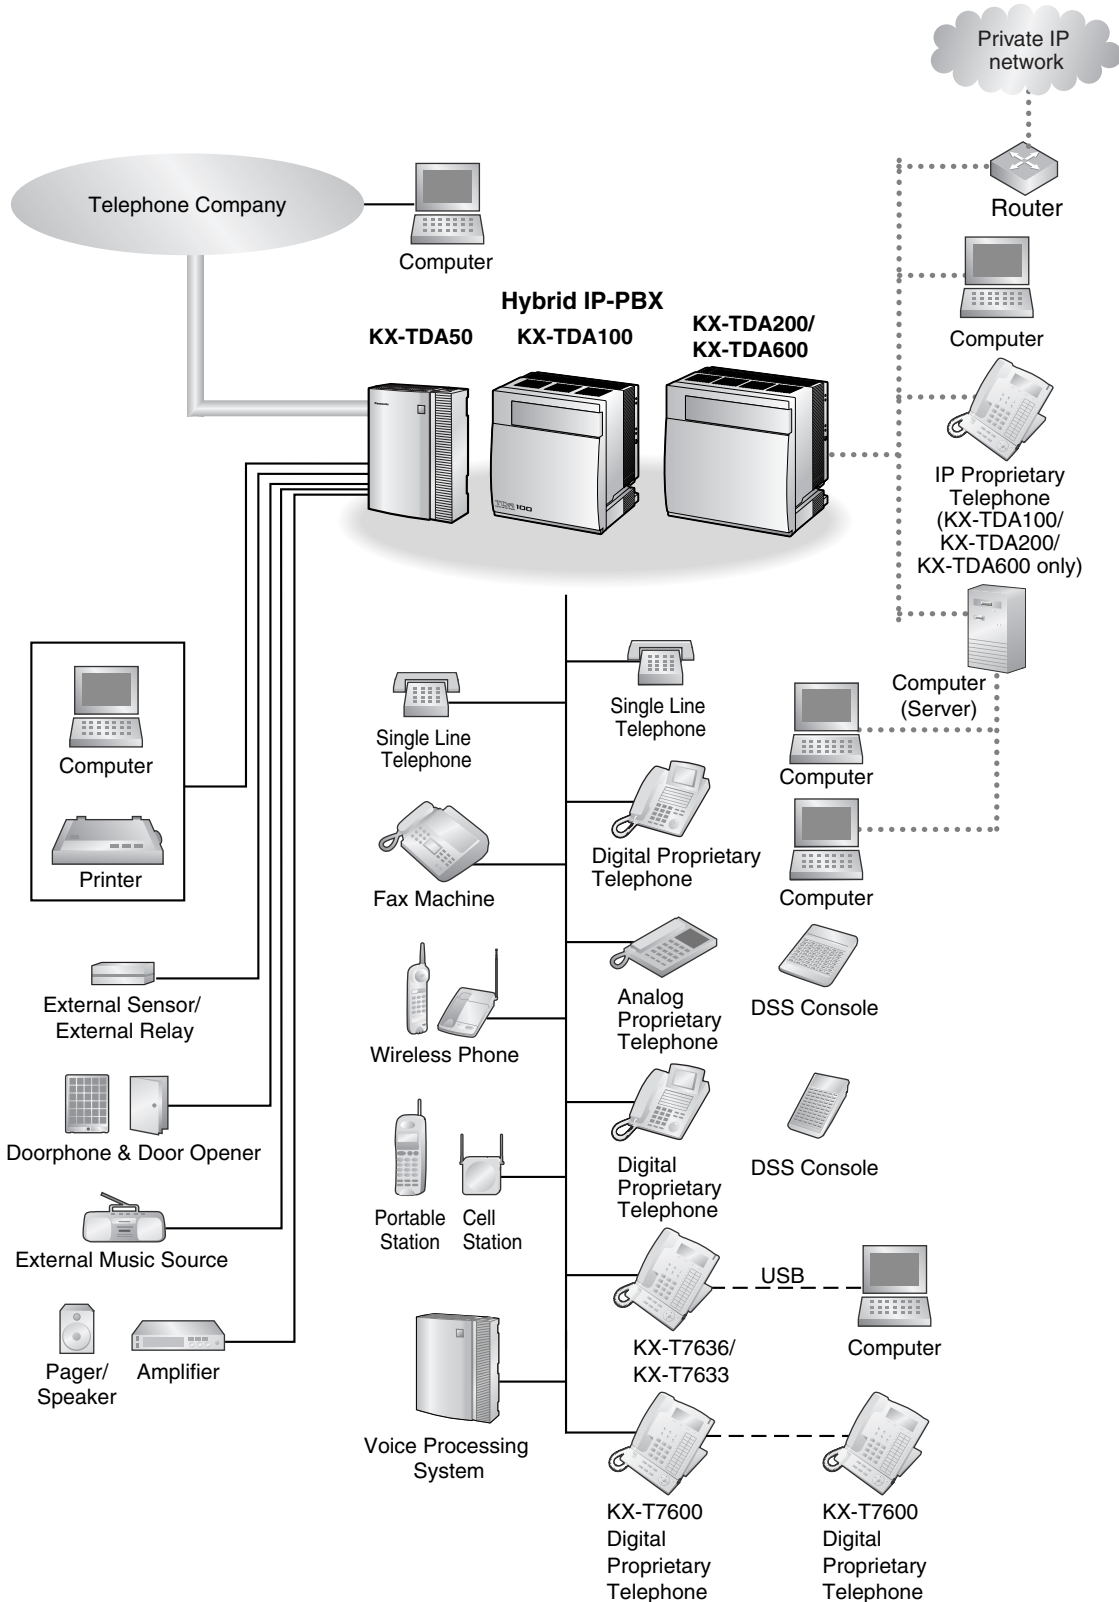 Private IP
network
Telephone Company
Computer
Router
Hybrid IP-PBX
KX-TDA50
KX-TDA100
KX-TDA200/
KX-TDA600
Computer
IP Proprietary
Telephone
(KX-TDA100/
KX-TDA200/
KX-TDA600 only)
Computer
(Server)
Computer
Computer
Computer
Printer
External Sensor/
External Relay
Doorphone & Door Opener
External Music Source
Pager/
Speaker
Amplifier
Single Line
Telephone
Fax Machine
Wireless Phone
Portable
Station
Cell
Station
Voice Processing
System
Single Line
Telephone
Digital Proprietary
Telephone
Analog
Proprietary
Telephone
DSS Console
Digital
Proprietary
Telephone
DSS Console
USB
KX-T7636/
KX-T7633
Computer
KX-T7600
Digital
Proprietary
Telephone
KX-T7600
Digital
Proprietary
Telephone